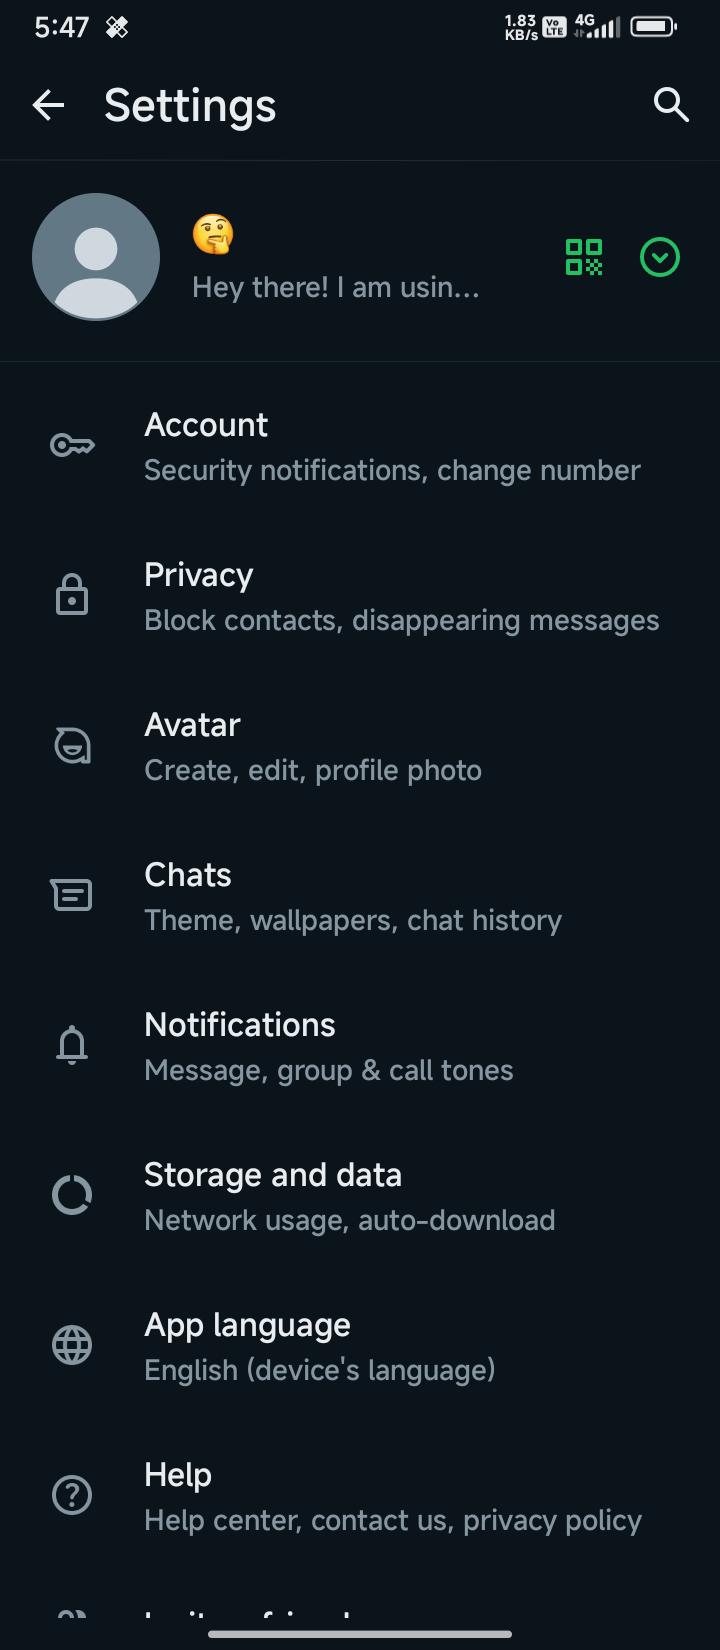 5:47 1.83 KB/s Vo LTE 4G
Settings
🤔
Hey there! I am usin...
Account
Security notifications, change number
Privacy
Block contacts, disappearing messages
Avatar
Create, edit, profile photo
Chats
Theme, wallpapers, chat history
Notifications
Message, group & call tones
Storage and data
Network usage, auto-download
App language
English (device's language)
Help
Help center, contact us, privacy policy